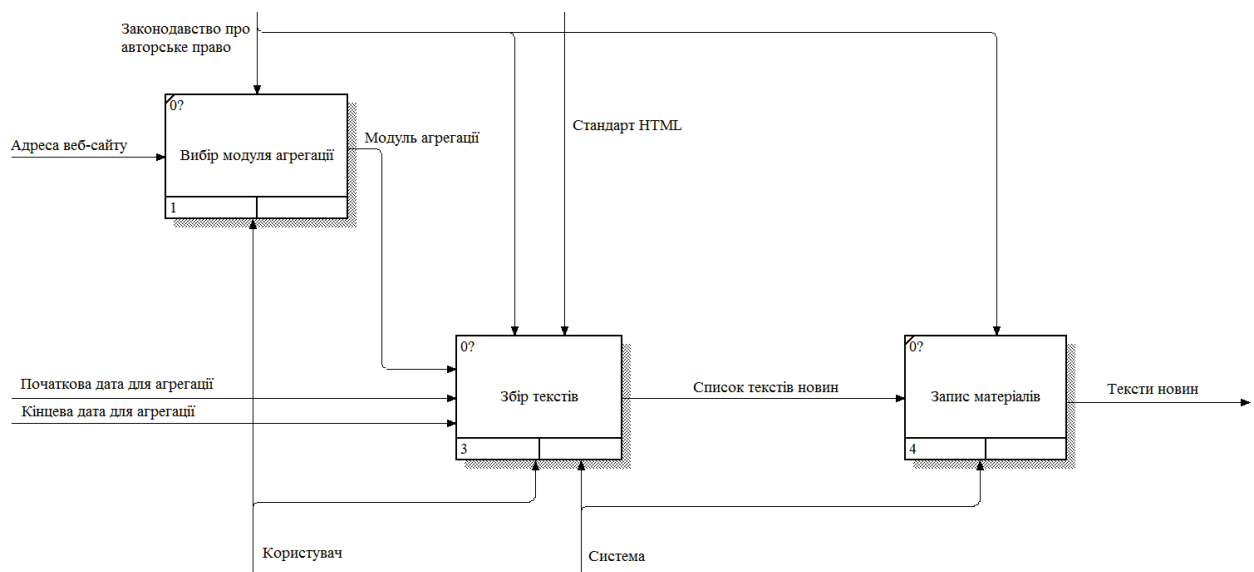 Законодавство про
авторське право
0?
Адреса веб-сайту
Вибір модуля агрегації
Модуль агрегації
Стандарт HTML
1
0?
0?
Початкова дата для агрегації
Кінцева дата для агрегації
Збір текстів
Список текстів новин
Запис матеріалів
Тексти новин
3
4
Користувач
Система